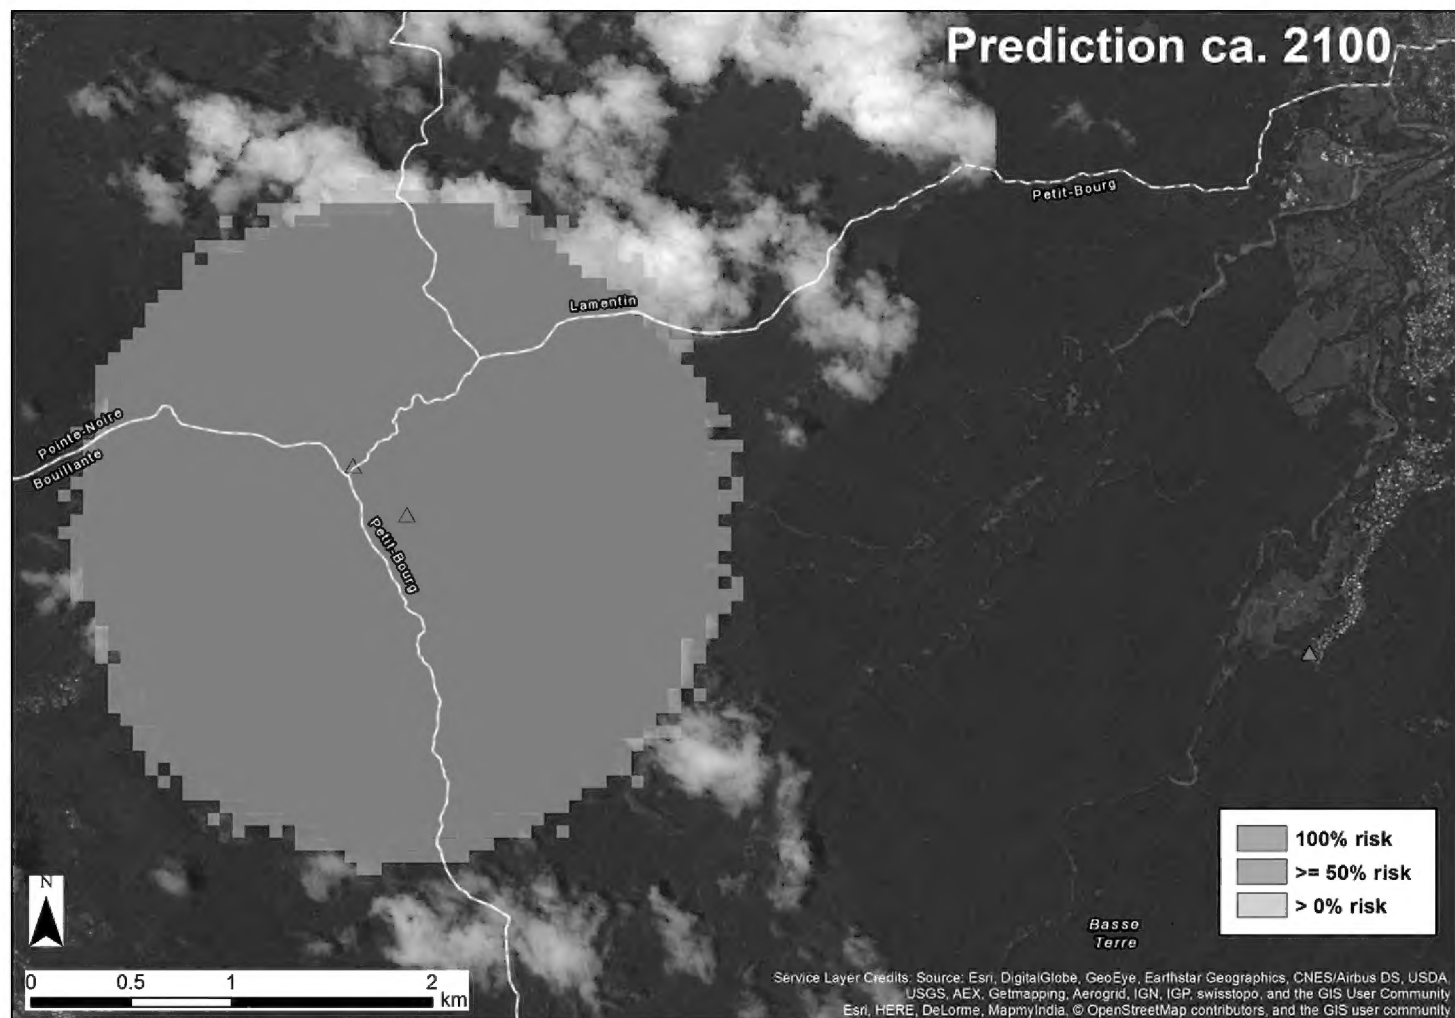 Prediction ca. 2100
Petit-Bourg
Lamentin
Pointe-Noire
Bouillante
Petit-Bourg
100% risk
>= 50% risk
> 0% risk
N
Basse
Terre
0 0.5 1 2
km
Service Layer Credits: Source: Esri, DigitalGlobe, GeoEye, Earthstar Geographics, CNES/Airbus DS, USDA,
USGS, AEX, Getmapping, Aerogrid, IGN, IGP, swisstopo, and the GIS User Community
Esri, HERE, DeLorme, MapmyIndia, © OpenStreetMap contributors, and the GIS user community